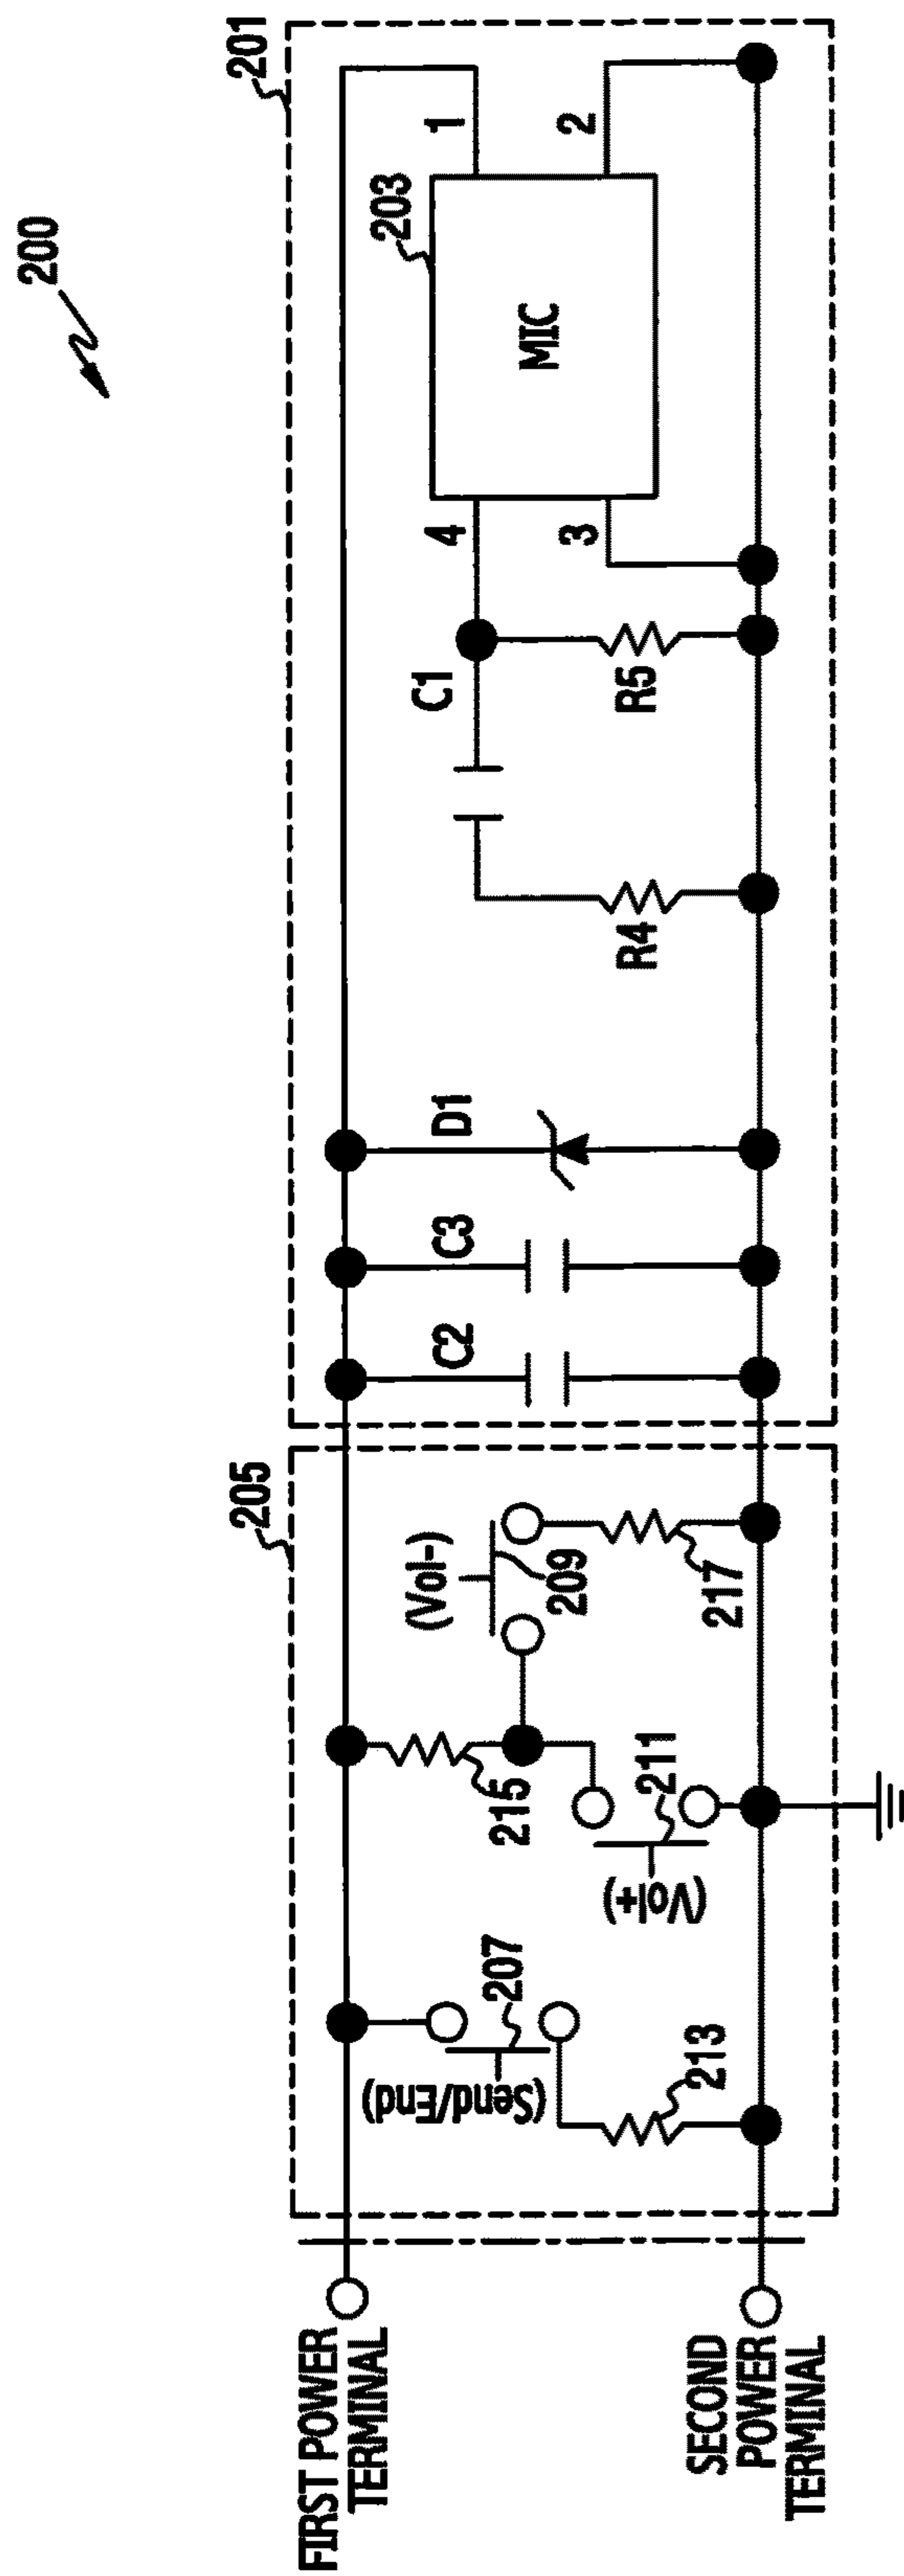 200
201
203
MIC
1
2
3
4
C1
R5
R4
D1
C3
C2
205
(Vol-)
209
217
215
211
(Vol+)
207
(Send/End)
213
FIRST POWER
TERMINAL
SECOND
POWER
TERMINAL